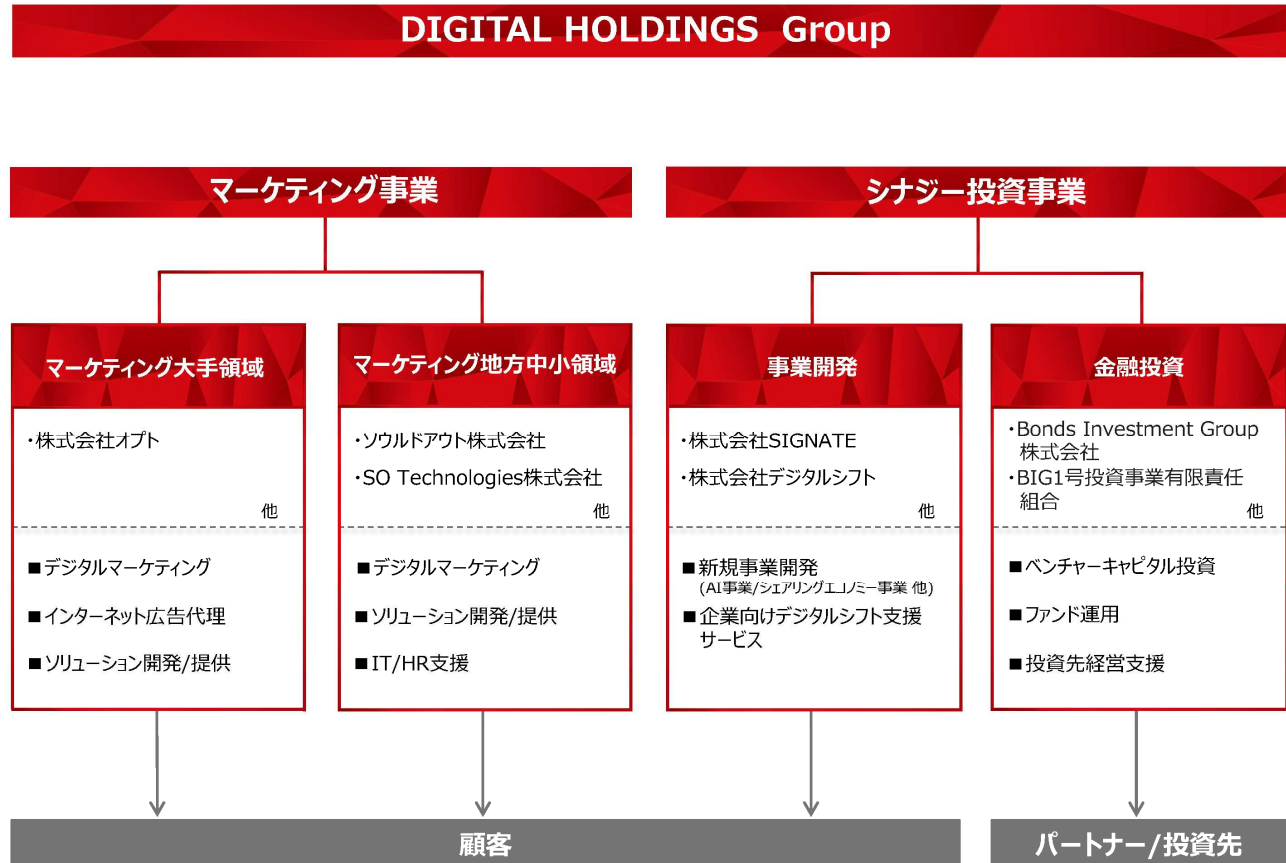 DIGITAL HOLDINGS Group
マーケティング事業
シナジー投資事業
マーケティング大手領域
・株式会社オプト
他
■デジタルマーケティング
■インターネット広告代理
■ソリューション開発/提供
マーケティング地方中小領域
・ソウルドアウト株式会社
・SO Technologies株式会社
他
■デジタルマーケティング
■ソリューション開発/提供
■IT/HR支援
事業開発
・株式会社SIGNATE
・株式会社デジタルシフト
他
■新規事業開発
(AI事業/シェアリングエコノミー事業 他)
■企業向けデジタルシフト支援
サービス
金融投資
・Bonds Investment Group
株式会社
・BIG1号投資事業有限責任
組合
他
■ベンチャーキャピタル投資
■ファンド運用
■投資先経営支援
顧客
パートナー/投資先